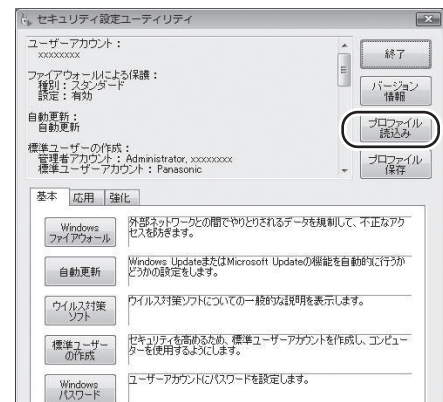 セキュリティ設定ユーティリティ
ユーザーアカウント：
xxxxxxxx
ファイアウォールによる保護：
種別：スタンダード
設定：有効
自動更新：
自動更新
標準ユーザーの作成：
管理者アカウント：Administrator, xxxxxxxx
標準ユーザーアカウント：Panasonic
終了
バージョン
情報
プロファイル
読込み
プロファイル
保存
基本
応用
強化
Windows
ファイアウォール
外部ネットワークとの間でやりとりされるデータを規制して、不正なアク
セスを防ぎます。
自動更新
Windows UpdateまたはMicrosoft Updateの機能を自動的に行うか
どうかの設定をします。
ウイルス対策
ソフト
ウイルス対策ソフトについての一般的な説明を表示します。
標準ユーザー
の作成
セキュリティを高めるため、標準ユーザーアカウントを作成し、コンピュー
ターを使用するようにします。
Windows
パスワード
ユーザーアカウントにパスワードを設定します。